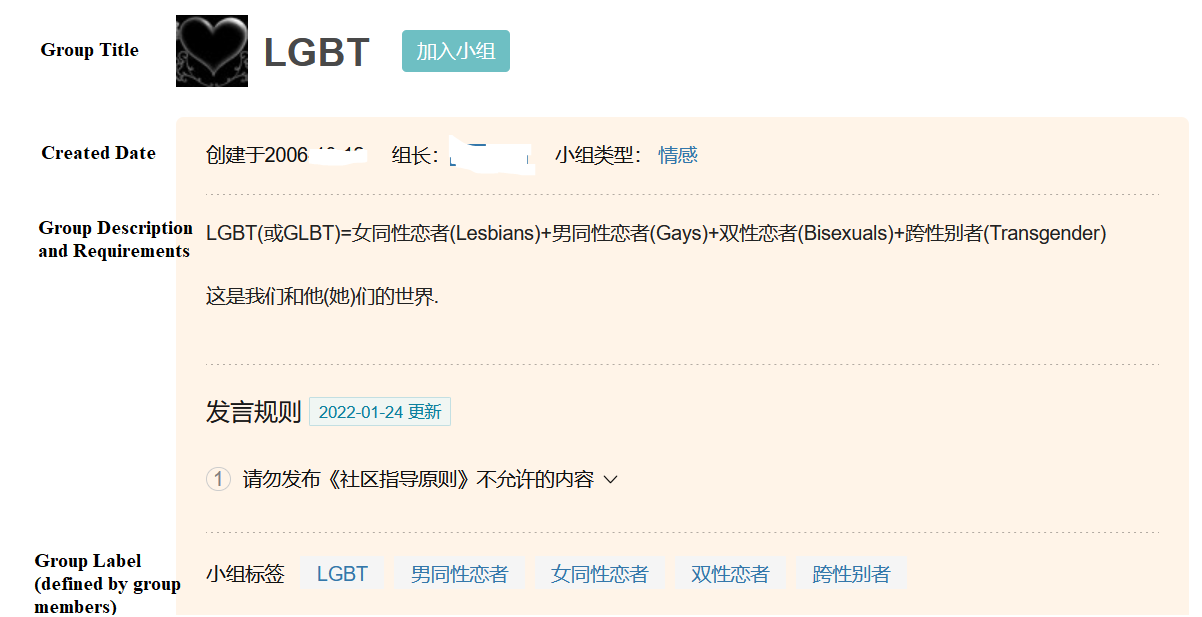 Group Title
LGBT
加入小组
Created Date
创建于2006
组长:
小组类型: 情感
Group Description
and Requirements
LGBT(或GLBT)=女同性恋者(Lesbians)+男同性恋者(Gays)+双性恋者(Bisexuals)+跨性别者(Transgender)
这是我们和他(她)们的世界.
发言规则 2022-01-24 更新
1 请勿发布《社区指导原则》不允许的内容
Group Label
(defined by group
members)
小组标签 LGBT 男同性恋者 女同性恋者 双性恋者 跨性别者